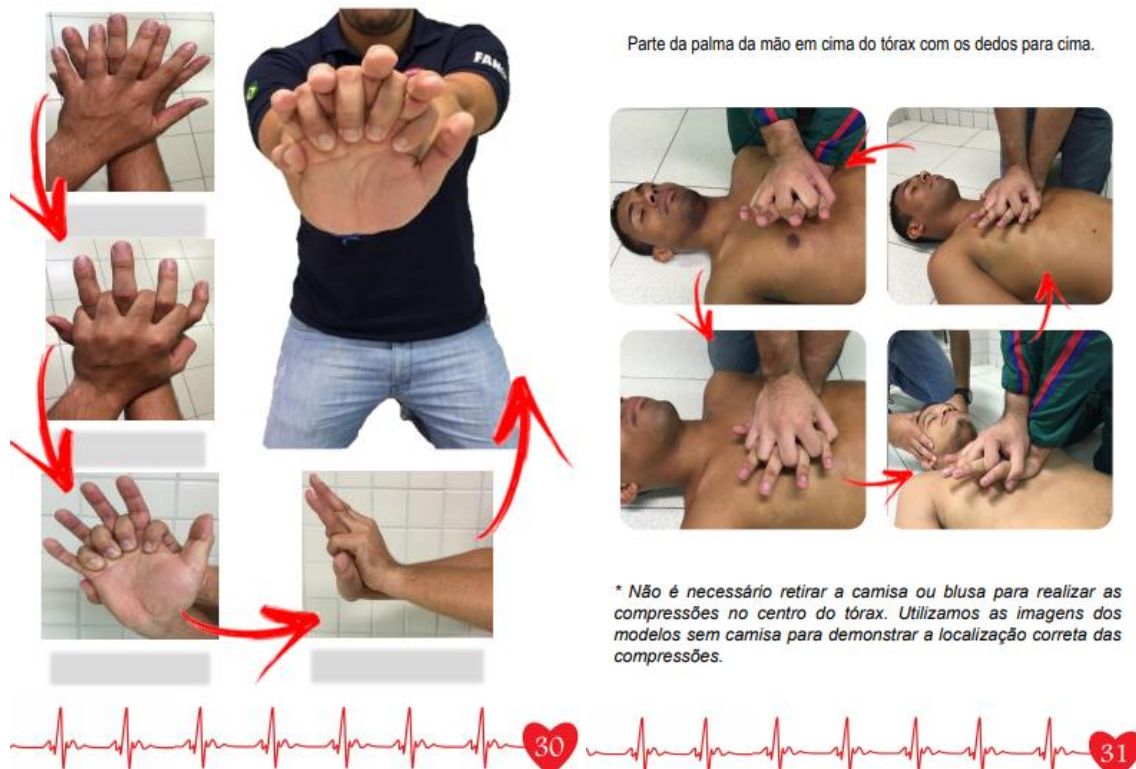 FAM
30
Parte da palma da mão em cima do tórax com os dedos para cima.
* Não é necessário retirar a camisa ou blusa para realizar as
compressões no centro do tórax. Utilizamos as imagens dos
modelos sem camisa para demonstrar a localização correta das
compressões.
31